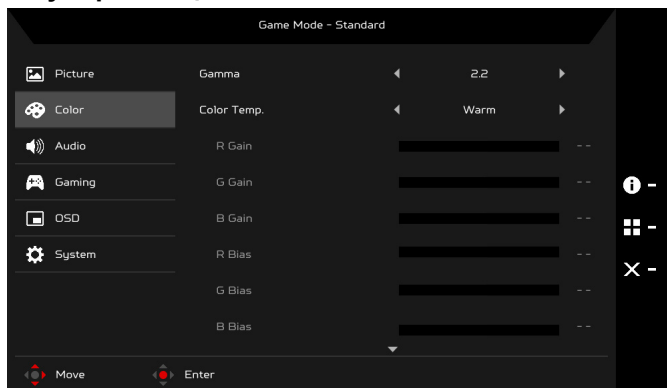 Game Mode - Standard
Picture
Gamma
2.2
Color
Color Temp.
Warm
Audio
R Gain
--
Gaming
G Gain
--
OSD
B Gain
--
System
R Bias
--
G Bias
--
B Bias
--
Move
Enter